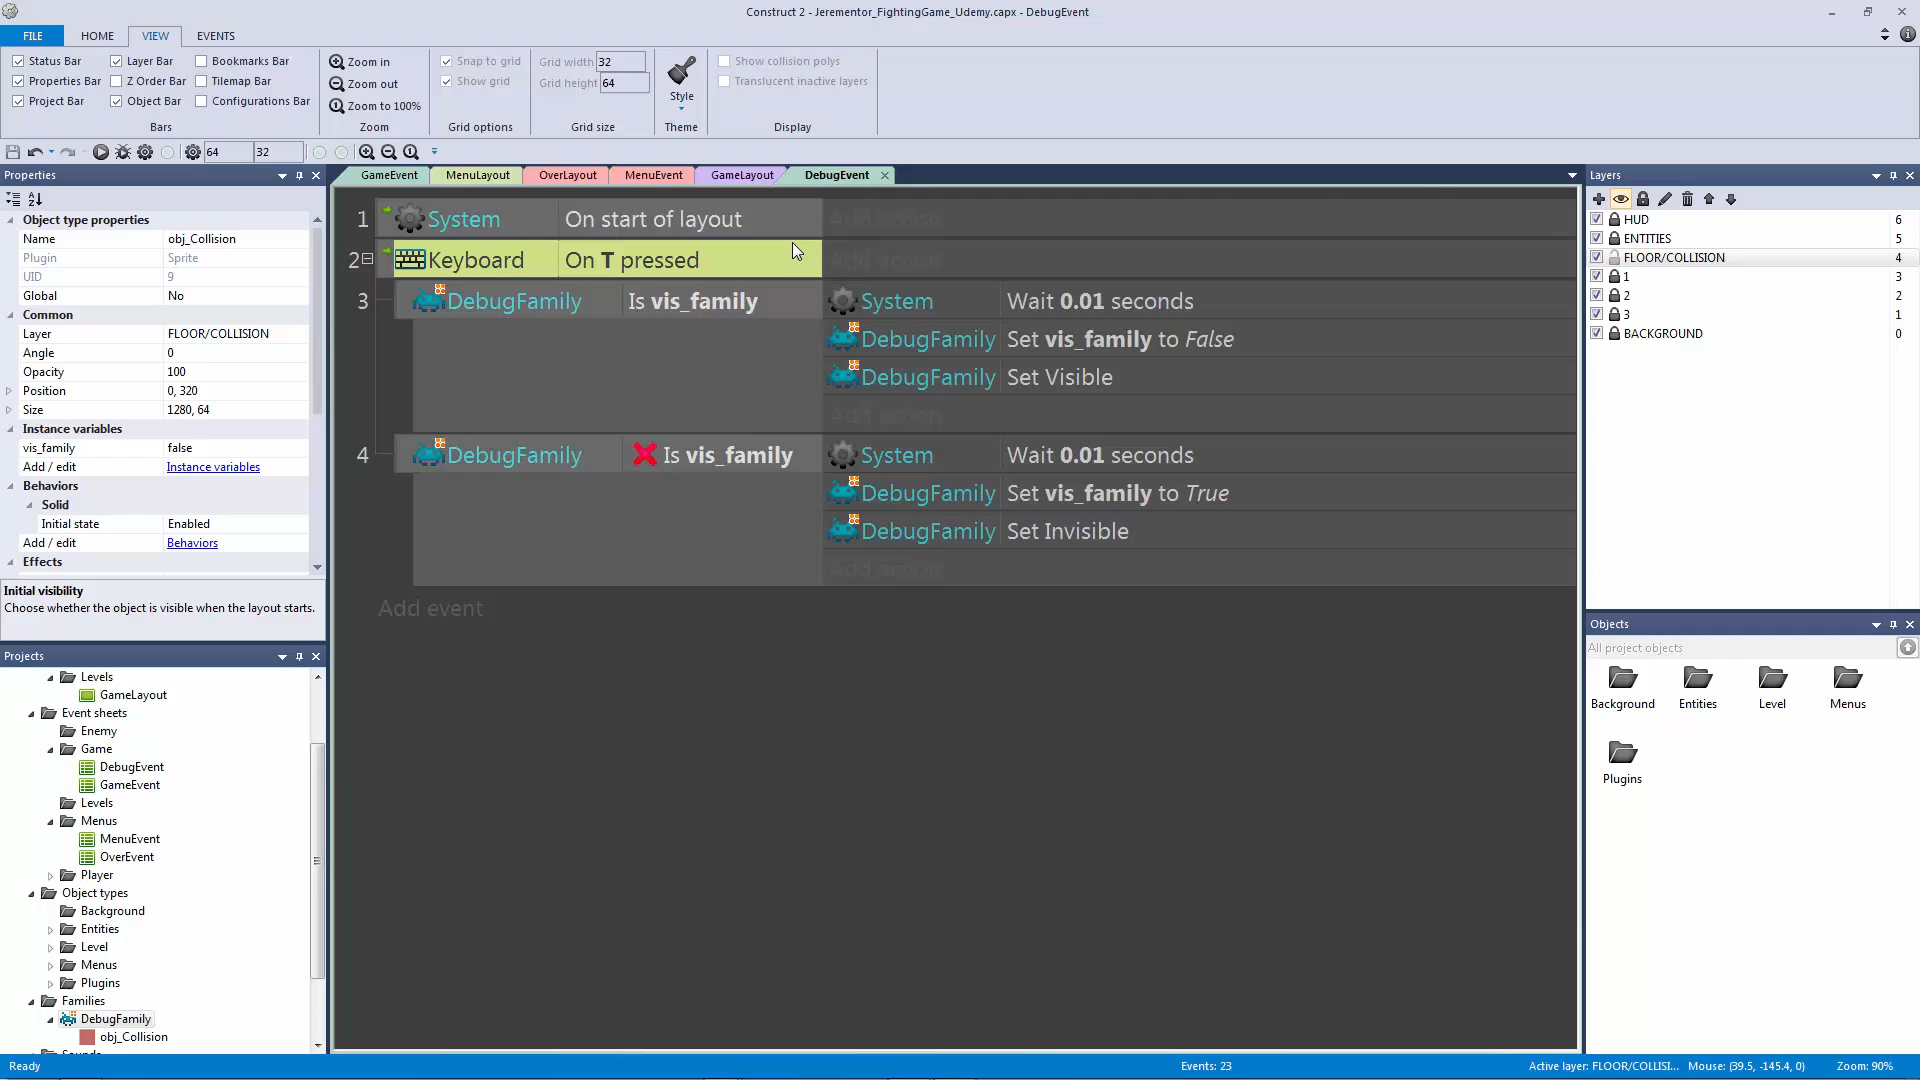 Construct 2 - Jerementor_FightingGame_Udemy.capx - DebugEvent
FILE
HOME
VIEW
EVENTS
Status Bar
Layer Bar
Bookmarks Bar
Properties Bar
Z Order Bar
Tilemap Bar
Project Bar
Object Bar
Configurations Bar
Bars
Zoom in
Zoom out
Zoom to 100%
Zoom
Snap to grid
Show grid
Grid options
Grid width 32
Grid height 64
Grid size
Style
Theme
Show collision polys
Translucent inactive layers
Display
64
32
Properties
Object type properties
Name obj_Collision
Plugin Sprite
UID 9
Global No
Common
Layer FLOOR/COLLISION
Angle 0
Opacity 100
Position 0, 320
Size 1280, 64
Instance variables
vis_family false
Add / edit Instance variables
Behaviors
Solid
Initial state Enabled
Add / edit Behaviors
Effects
Initial visibility
Choose whether the object is visible when the layout starts.
Projects
Levels
GameLayout
Event sheets
Enemy
Game
DebugEvent
GameEvent
Levels
Menus
MenuEvent
OverEvent
Player
Object types
Background
Entities
Level
Menus
Plugins
Families
DebugFamily
obj_Collision
GameEvent
MenuLayout
OverLayout
MenuEvent
GameLayout
DebugEvent
1 System On start of layout Add action
2 Keyboard On T pressed Add action
3 DebugFamily Is vis_family System Wait 0.01 seconds
DebugFamily Set vis_family to False
DebugFamily Set Visible
Add action
4 DebugFamily Is vis_family System Wait 0.01 seconds
DebugFamily Set vis_family to True
DebugFamily Set Invisible
Add action
Add event
Layers
HUD 6
ENTITIES 5
FLOOR/COLLISION 4
1 3
2 2
3 1
BACKGROUND 0
Objects
All project objects
Background
Entities
Level
Menus
Plugins
Ready
Events: 23
Active layer: FLOOR/COLLISI...
Mouse: (39.5, -145.4, 0)
Zoom: 90%